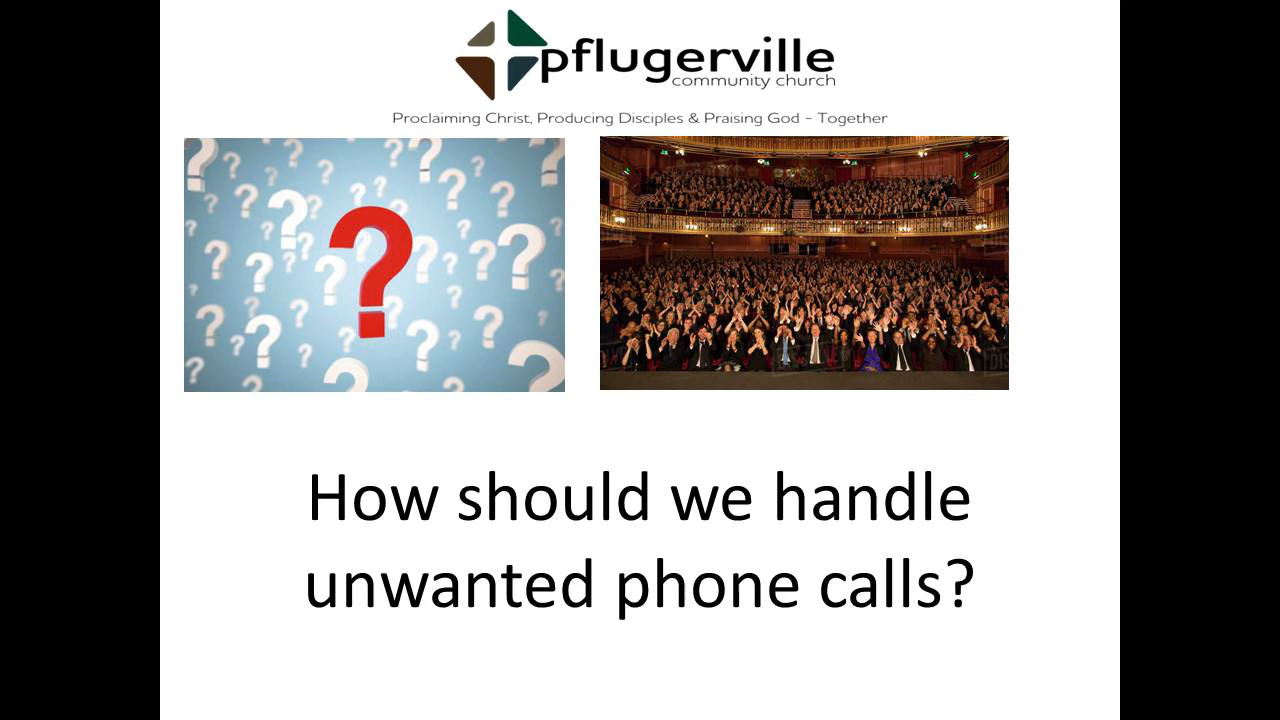 pflugerville
community church
Proclaiming Christ, Producing Disciples & Praising God - Together
How should we handle
unwanted phone calls?